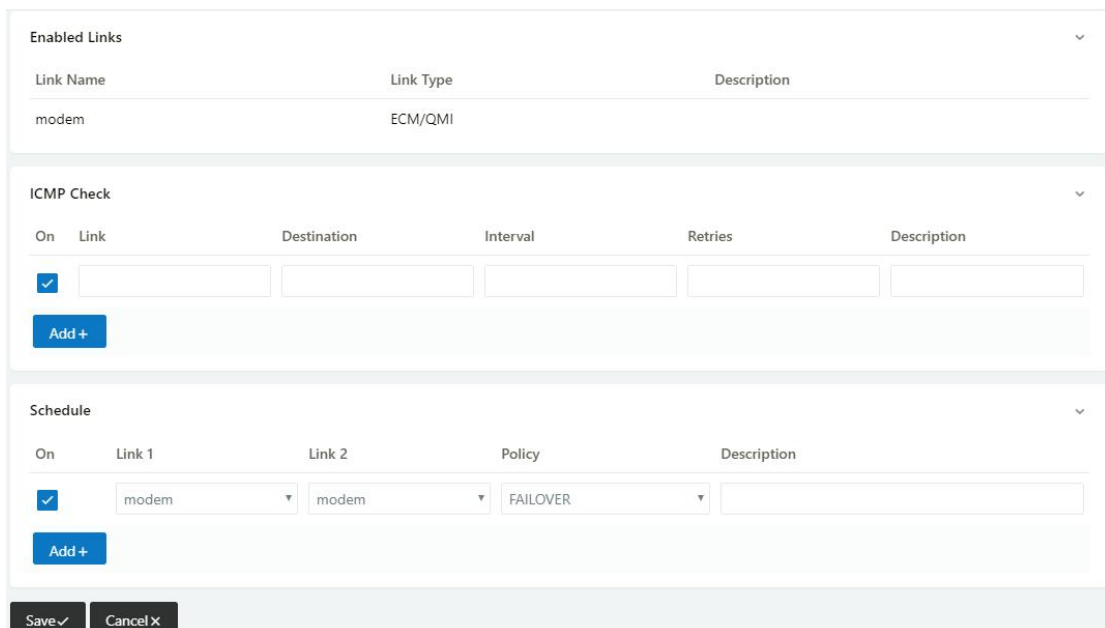 Enabled Links
Link Name Link Type Description
modem ECM/QMI
ICMP Check
On Link Destination Interval Retries Description
Add+
Schedule
On Link 1 Link 2 Policy Description
modem modem FAILOVER
Add+
Save Cancel